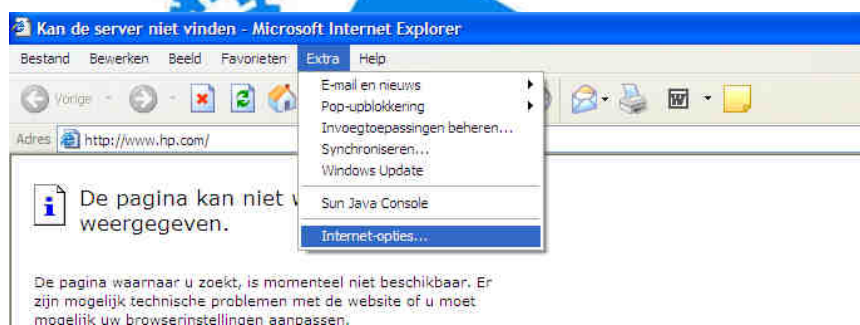 Kan de server niet vinden - Microsoft Internet Explorer
Bestand Bewerken Beeld Favorieten Extra Help
Vorige
E-mail en nieuws
Pop-upblokkering
Invoegtoepassingen beheren...
Synchroniseren...
Windows Update
Sun Java Console
Internet-opties...
Adres http://www.hp.com/
De pagina kan niet
weergegeven.
De pagina waarnaar u zoekt, is momenteel niet beschikbaar. Er
zijn mogelijk technische problemen met de website of u moet
mogelijk uw browserinstellingen aanpassen.